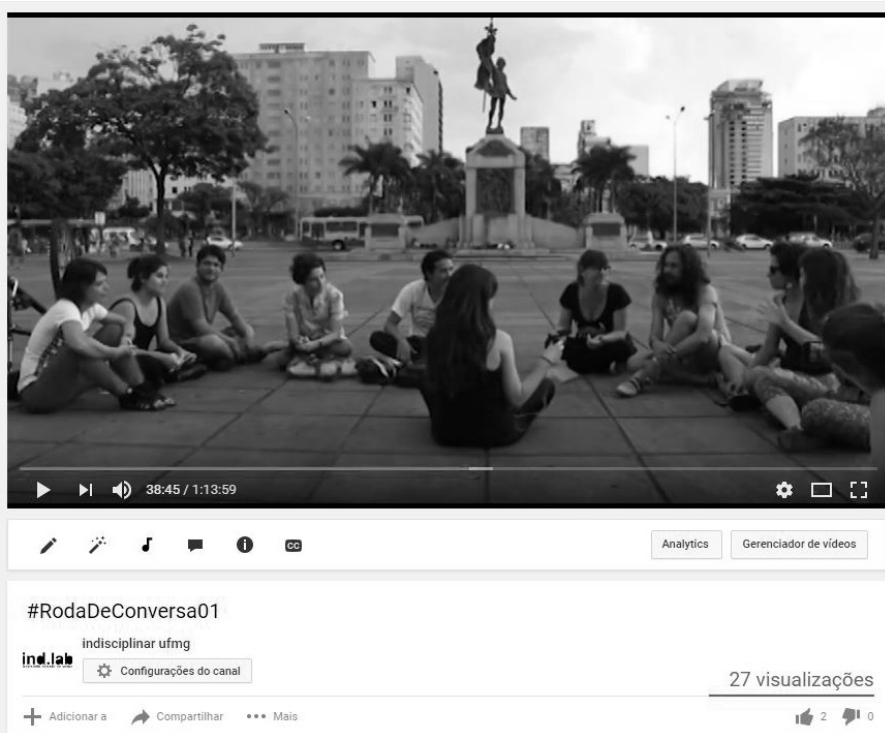 38:45 / 1:13:59
CC
Analytics
Gerenciador de vídeos
#RodaDeConversa01
indisciplinar ufmg
ind.lab
Configurações do canal
27 visualizações
Adicionar a
Compartilhar
Mais
2
0